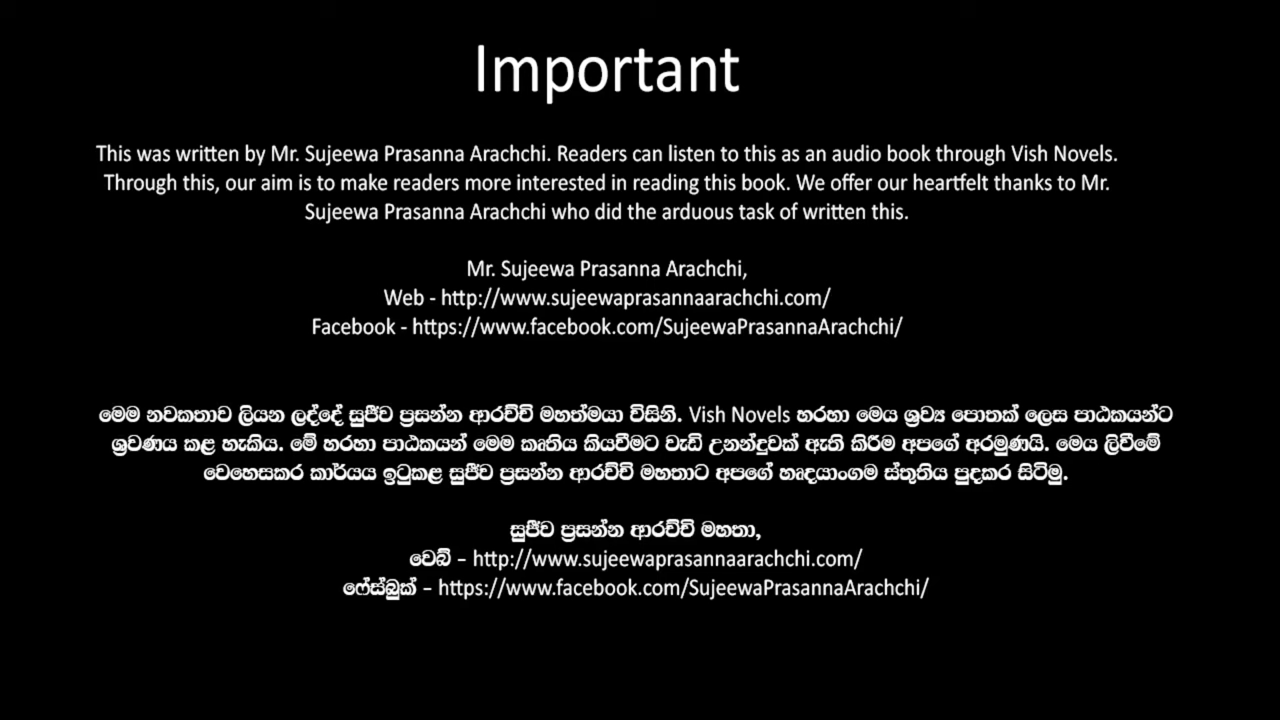 Important
This was written by Mr. Sujeewa Prasanna Arachchi. Readers can listen to this as an audio book through Vish Novels.
Through this, our aim is to make readers more interested in reading this book. We offer our heartfelt thanks to Mr.
Sujeewa Prasanna Arachchi who did the arduous task of written this.
Mr. Sujeewa Prasanna Arachchi,
Web - http://www.sujeewaprasannaarachchi.com/
Facebook - https://www.facebook.com/SujeewaPrasannaArachchi/
මෙම නවකතාව ලියන ලද්දේ සුජීව ප්‍රසන්න ආරච්චි මහත්මයා විසිනි. Vish Novels හරහා මෙය ශ්‍රව්‍ය පොතක් ලෙස පාඨකයන්ට
ශ්‍රවණය කළ හැකිය. මේ හරහා පාඨකයන් මෙම කෘතිය කියවීමට වැඩි උනන්දුවක් ඇති කිරීම අපගේ අරමුණයි. මෙය ලිවීමේ
වෙහෙසකර කාර්යය ඉටුකළ සුජීව ප්‍රසන්න ආරච්චි මහතාට අපගේ හෘදයාංගම ස්තූතිය පුදකර සිටිමු.
සුජීව ප්‍රසන්න ආරච්චි මහතා,
වෙබ් – http://www.sujeewaprasannaarachchi.com/
ෆේස්බුක් – https://www.facebook.com/SujeewaPrasannaArachchi/